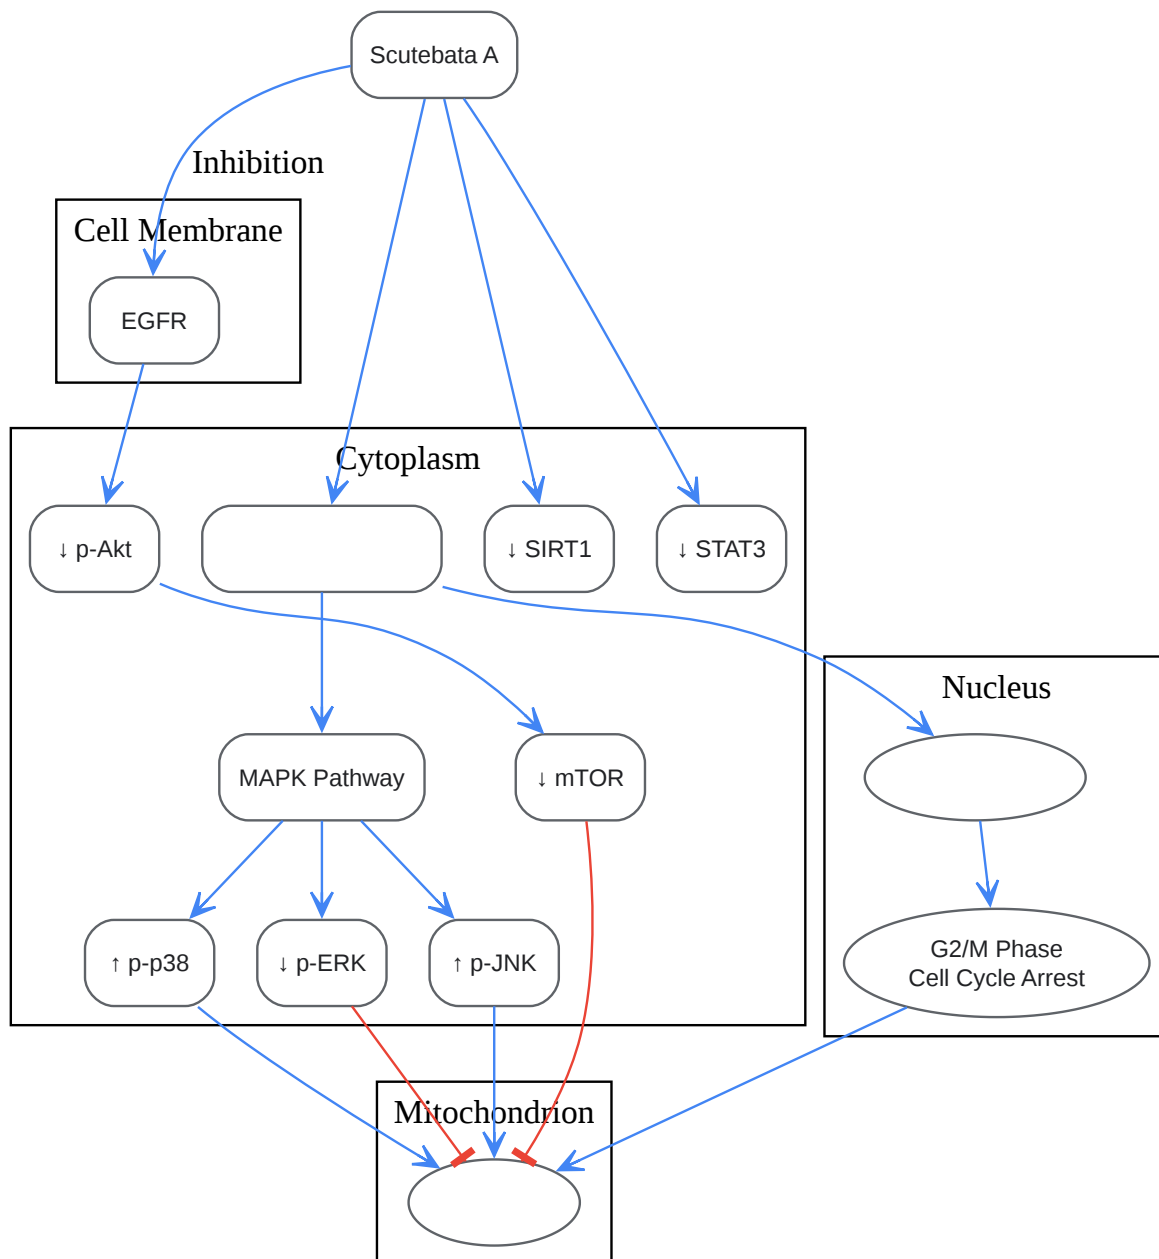 Scutebata A
Inhibition
Cell Membrane
EGFR
Cytoplasm
↓ p-Akt
↓ SIRT1
↓ STAT3
Nucleus
MAPK Pathway
↓ mTOR
↑ p-p38
↓ p-ERK
↑ p-JNK
G2/M Phase
Cell Cycle Arrest
Mitochondrion